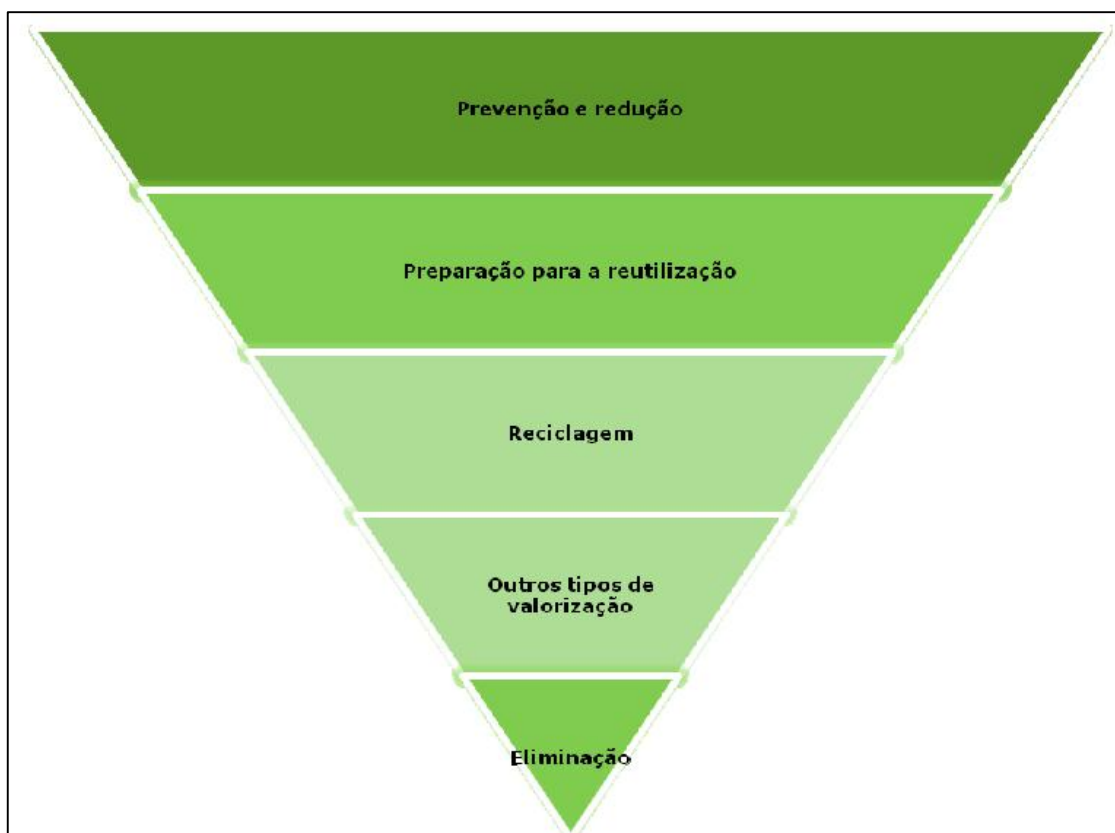 Prevenção e redução
Preparação para a reutilização
Reciclagem
Outros tipos de
valorização
Eliminação